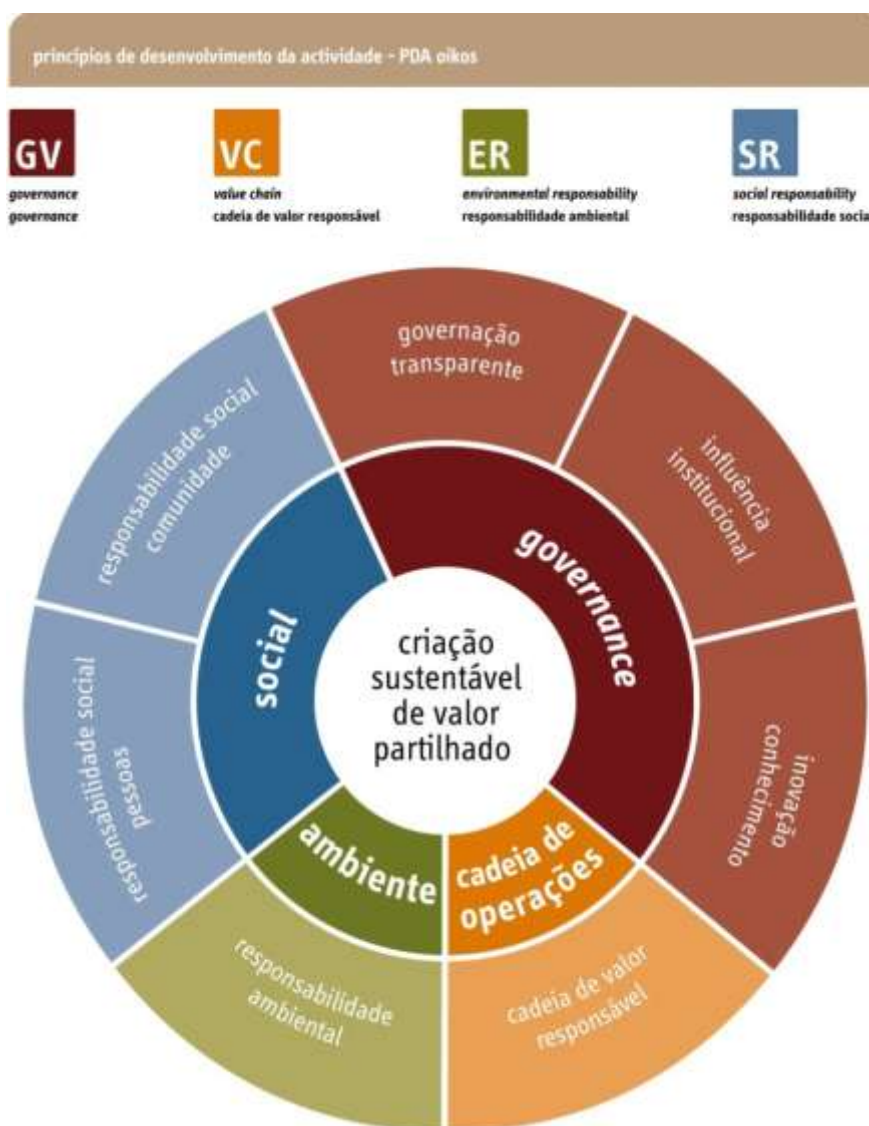 princípios de desenvolvimento da actividade - PDA oikos
GV
VC
ER
SR
governance
governance
value chain
cadeia de valor responsável
environmental responsability
responsabilidade ambiental
social responsability
responsabilidade socia
governação
transparente
influência
institucional
inovação
conhecimento
cadeia de valor
responsável
responsabilidade
ambiental
responsabilidade social
pessoas
responsabilidade social
comunidade
governance
cadeia de
operações
ambiente
social
criação
sustentável
de valor
partilhado